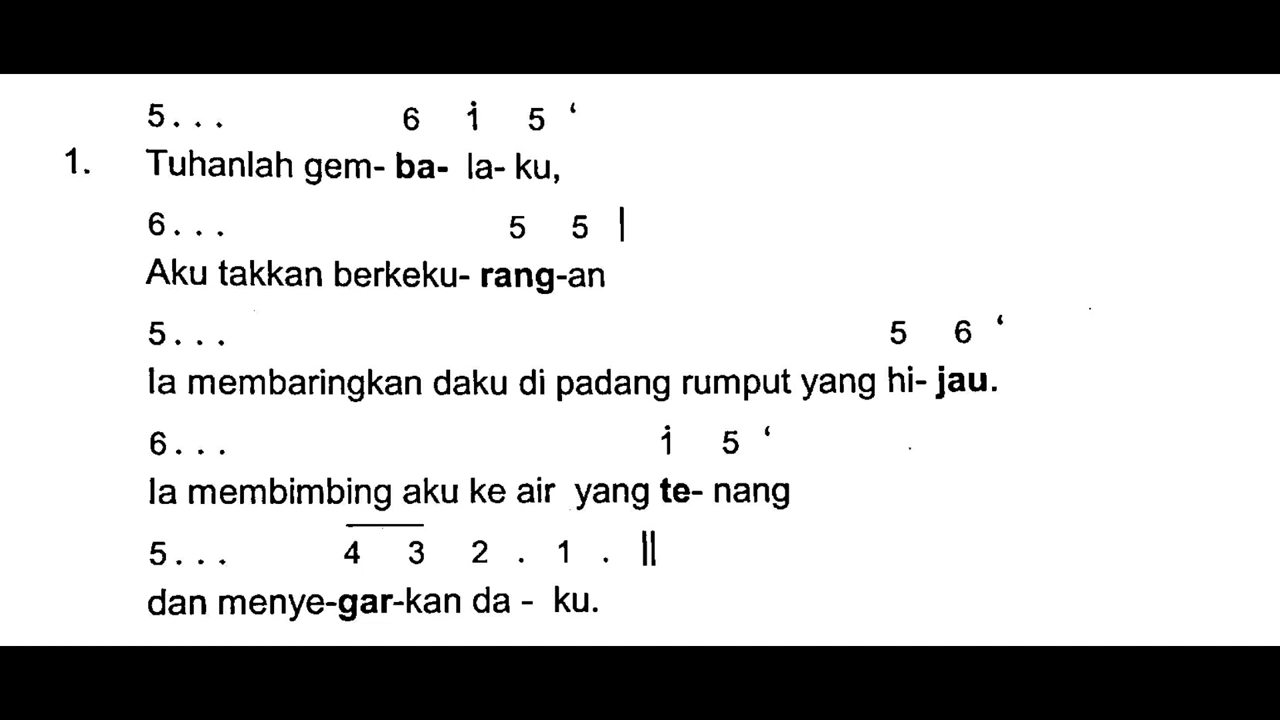 5 . . . 6 i 5 ‘
1. Tuhanlah gem- ba- la- ku,
6 . . . 5 5 |
Aku takkan berkeku- rang-an
5 . . . 5 6 ‘
Ia membaringkan daku di padang rumput yang hi- jau.
6 . . . i 5 ‘
Ia membimbing aku ke air yang te- nang
5 . . . 4 3 2 . 1 . ||
dan menye-gar-kan da - ku.